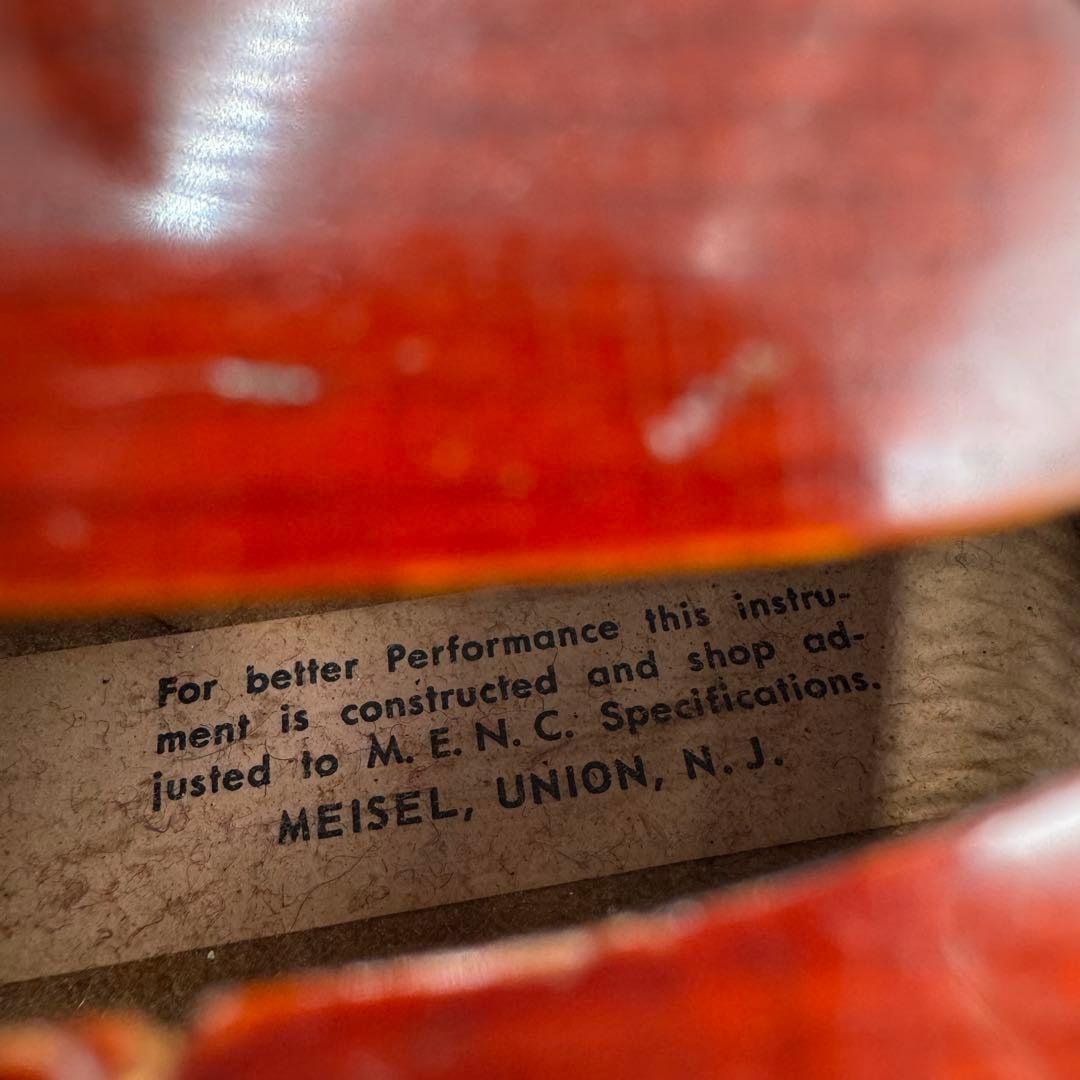 For better Performance this instru-
ment is constructed and shop ad-
justed to M. E. N. C. Specifications.
MEISEL, UNION, N. J.